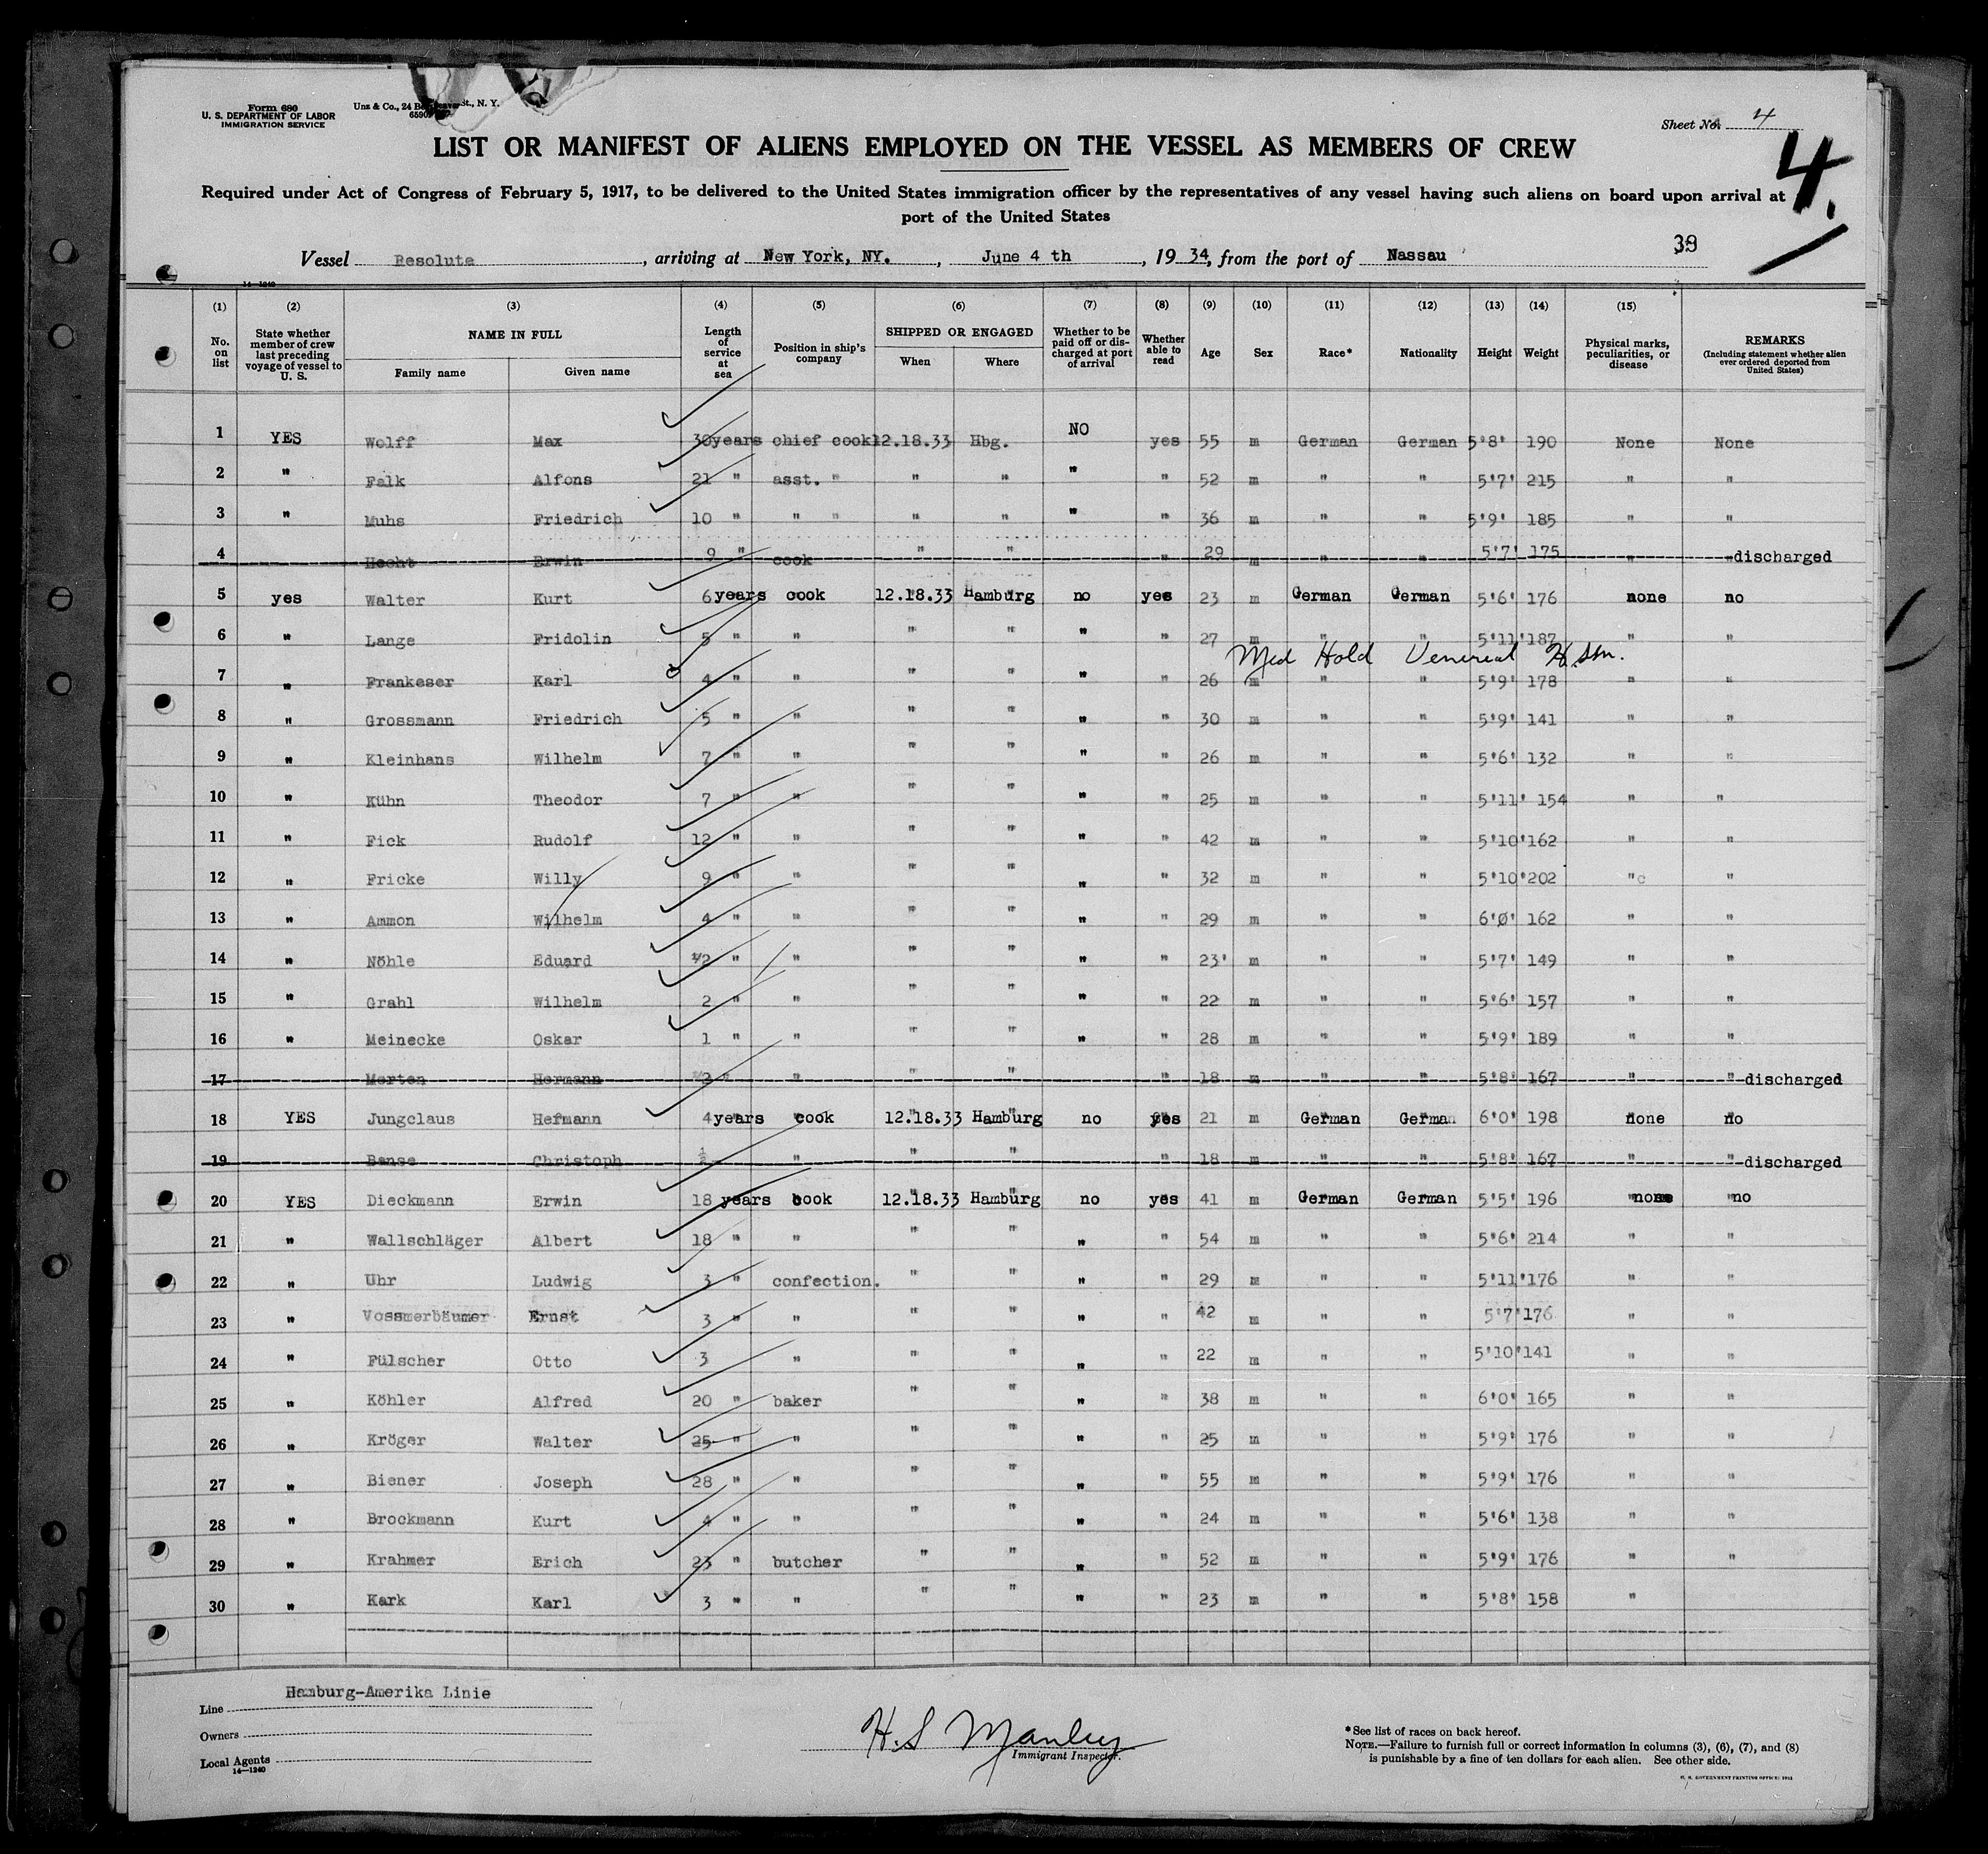 Form 680
U. S. DEPARTMENT OF LABOR
IMMIGRATION SERVICE
Unz & Co., 24 Beaver St., N. Y.
Sheet No. 4
4.
LIST OR MANIFEST OF ALIENS EMPLOYED ON THE VESSEL AS MEMBERS OF CREW
Required under Act of Congress of February 5, 1917, to be delivered to the United States immigration officer by the representatives of any vessel having such aliens on board upon arrival at
port of the United States
39
Vessel Resolute, arriving at New York, NY., June 4 th, 19 34, from the port of Nassau
14—1240
(1) (2) (3) (4) (5) (6) (7) (8) (9) (10) (11) (12) (13) (14) (15)
No. on list State whether member of crew last preceding voyage of vessel to U. S. NAME IN FULL Family name Given name Length of service at sea Position in ship's company SHIPPED OR ENGAGED When Where Whether to be paid off or discharged at port of arrival Whether able to read Age Sex Race* Nationality Height Weight Physical marks, peculiarities, or disease REMARKS (Including statement whether alien ever ordered deported from United States)
1 YES Wolff Max 30years chief cook 12.18.33 Hbg. NO yes 55 m German German 5'8' 190 None None
2 " Falk Alfons 21 " asst. " " " " " 52 m " " 5'7' 215 " "
3 " Muhs Friedrich 10 " " " " " " " 36 m " " 5'9' 185 " "
4 Hecht Erwin 9 " cook " " " 29 m " " 5'7' 175 " "discharged
5 yes Walter Kurt 6 years cook 12.18.33 Hamburg no yes 23 m German German 5'6' 176 none no
6 " Lange Fridolin 5 " " " " " " 27 m " " 5'11' 187 " "
Med Hold Venereal
7 " Frankeser Karl 4 " " " " " " 26 m " " 5'9' 178 " "
8 " Grossmann Friedrich 5 " " " " " " 30 m " " 5'9' 141 " "
9 " Kleinhans Wilhelm 7 " " " " " " 26 m " " 5'6' 132 " "
10 " Kühn Theodor 7 " " " " " " 25 m " " 5'11' 154 " "
11 " Fick Rudolf 12 " " " " " " 42 m " " 5'10' 162 " "
12 " Fricke Willy 9 " " " " " " 32 m " " 5'10' 202 "c "
13 " Ammon Wilhelm 4 " " " " " " 29 m " " 6'0' 162 " "
14 " Nöhle Eduard 1/2 " " " " " " 23' m " " 5'7' 149 " "
15 " Grahl Wilhelm 2 " " " " " " 22 m " " 5'6' 157 " "
16 " Meinecke Oskar 1 " " " " " " 28 m " " 5'9' 189 " "
17 Merten Hermann 1/2 " " " " " 18 m " " 5'8' 167 " "discharged
18 YES Jungclaus Hermann 4 years cook 12.18.33 Hamburg no yes 21 m German German 6'0' 198 none no
19 Banse Christoph 1/2 " " " " 18 m " " 5'8' 167 " "discharged
20 YES Dieckmann Erwin 18 years cook 12.18.33 Hamburg no yes 41 m German German 5'5' 196 "none "no
21 " Wallschläger Albert 18 " " " " " " 54 m " " 5'6' 214 " "
22 " Uhr Ludwig 3 " confection. " " " " 29 m " " 5'11' 176 " "
23 " Vossmerbäumer Ernst 3 " " " " " " 42 m " " 5'7' 176 " "
24 " Fülscher Otto 3 " " " " " 22 m " " 5'10' 141 " "
25 " Köhler Alfred 20 " baker " " " " 38 m " " 6'0' 165 " "
26 " Kröger Walter 25 " " " " " " 25 m " " 5'9' 176 " "
27 " Biener Joseph 28 " " " " " " 55 m " " 5'9' 176 " "
28 " Brockmann Kurt 4 " " " " " " 24 m " " 5'6' 138 " "
29 " Krahmer Erich 23 " butcher " " " " 52 m " " 5'9' 176 " "
30 " Kark Karl 3 " " " " " " 23 m " " 5'8' 158 "
Line Hamburg-Amerika Linie
Owners
Local Agents
14—1240
H. S Manley
Immigrant Inspector.
*See list of races on back hereof.
NOTE.—Failure to furnish full or correct information in columns (3), (6), (7), and (8)
is punishable by a fine of ten dollars for each alien. See other side.